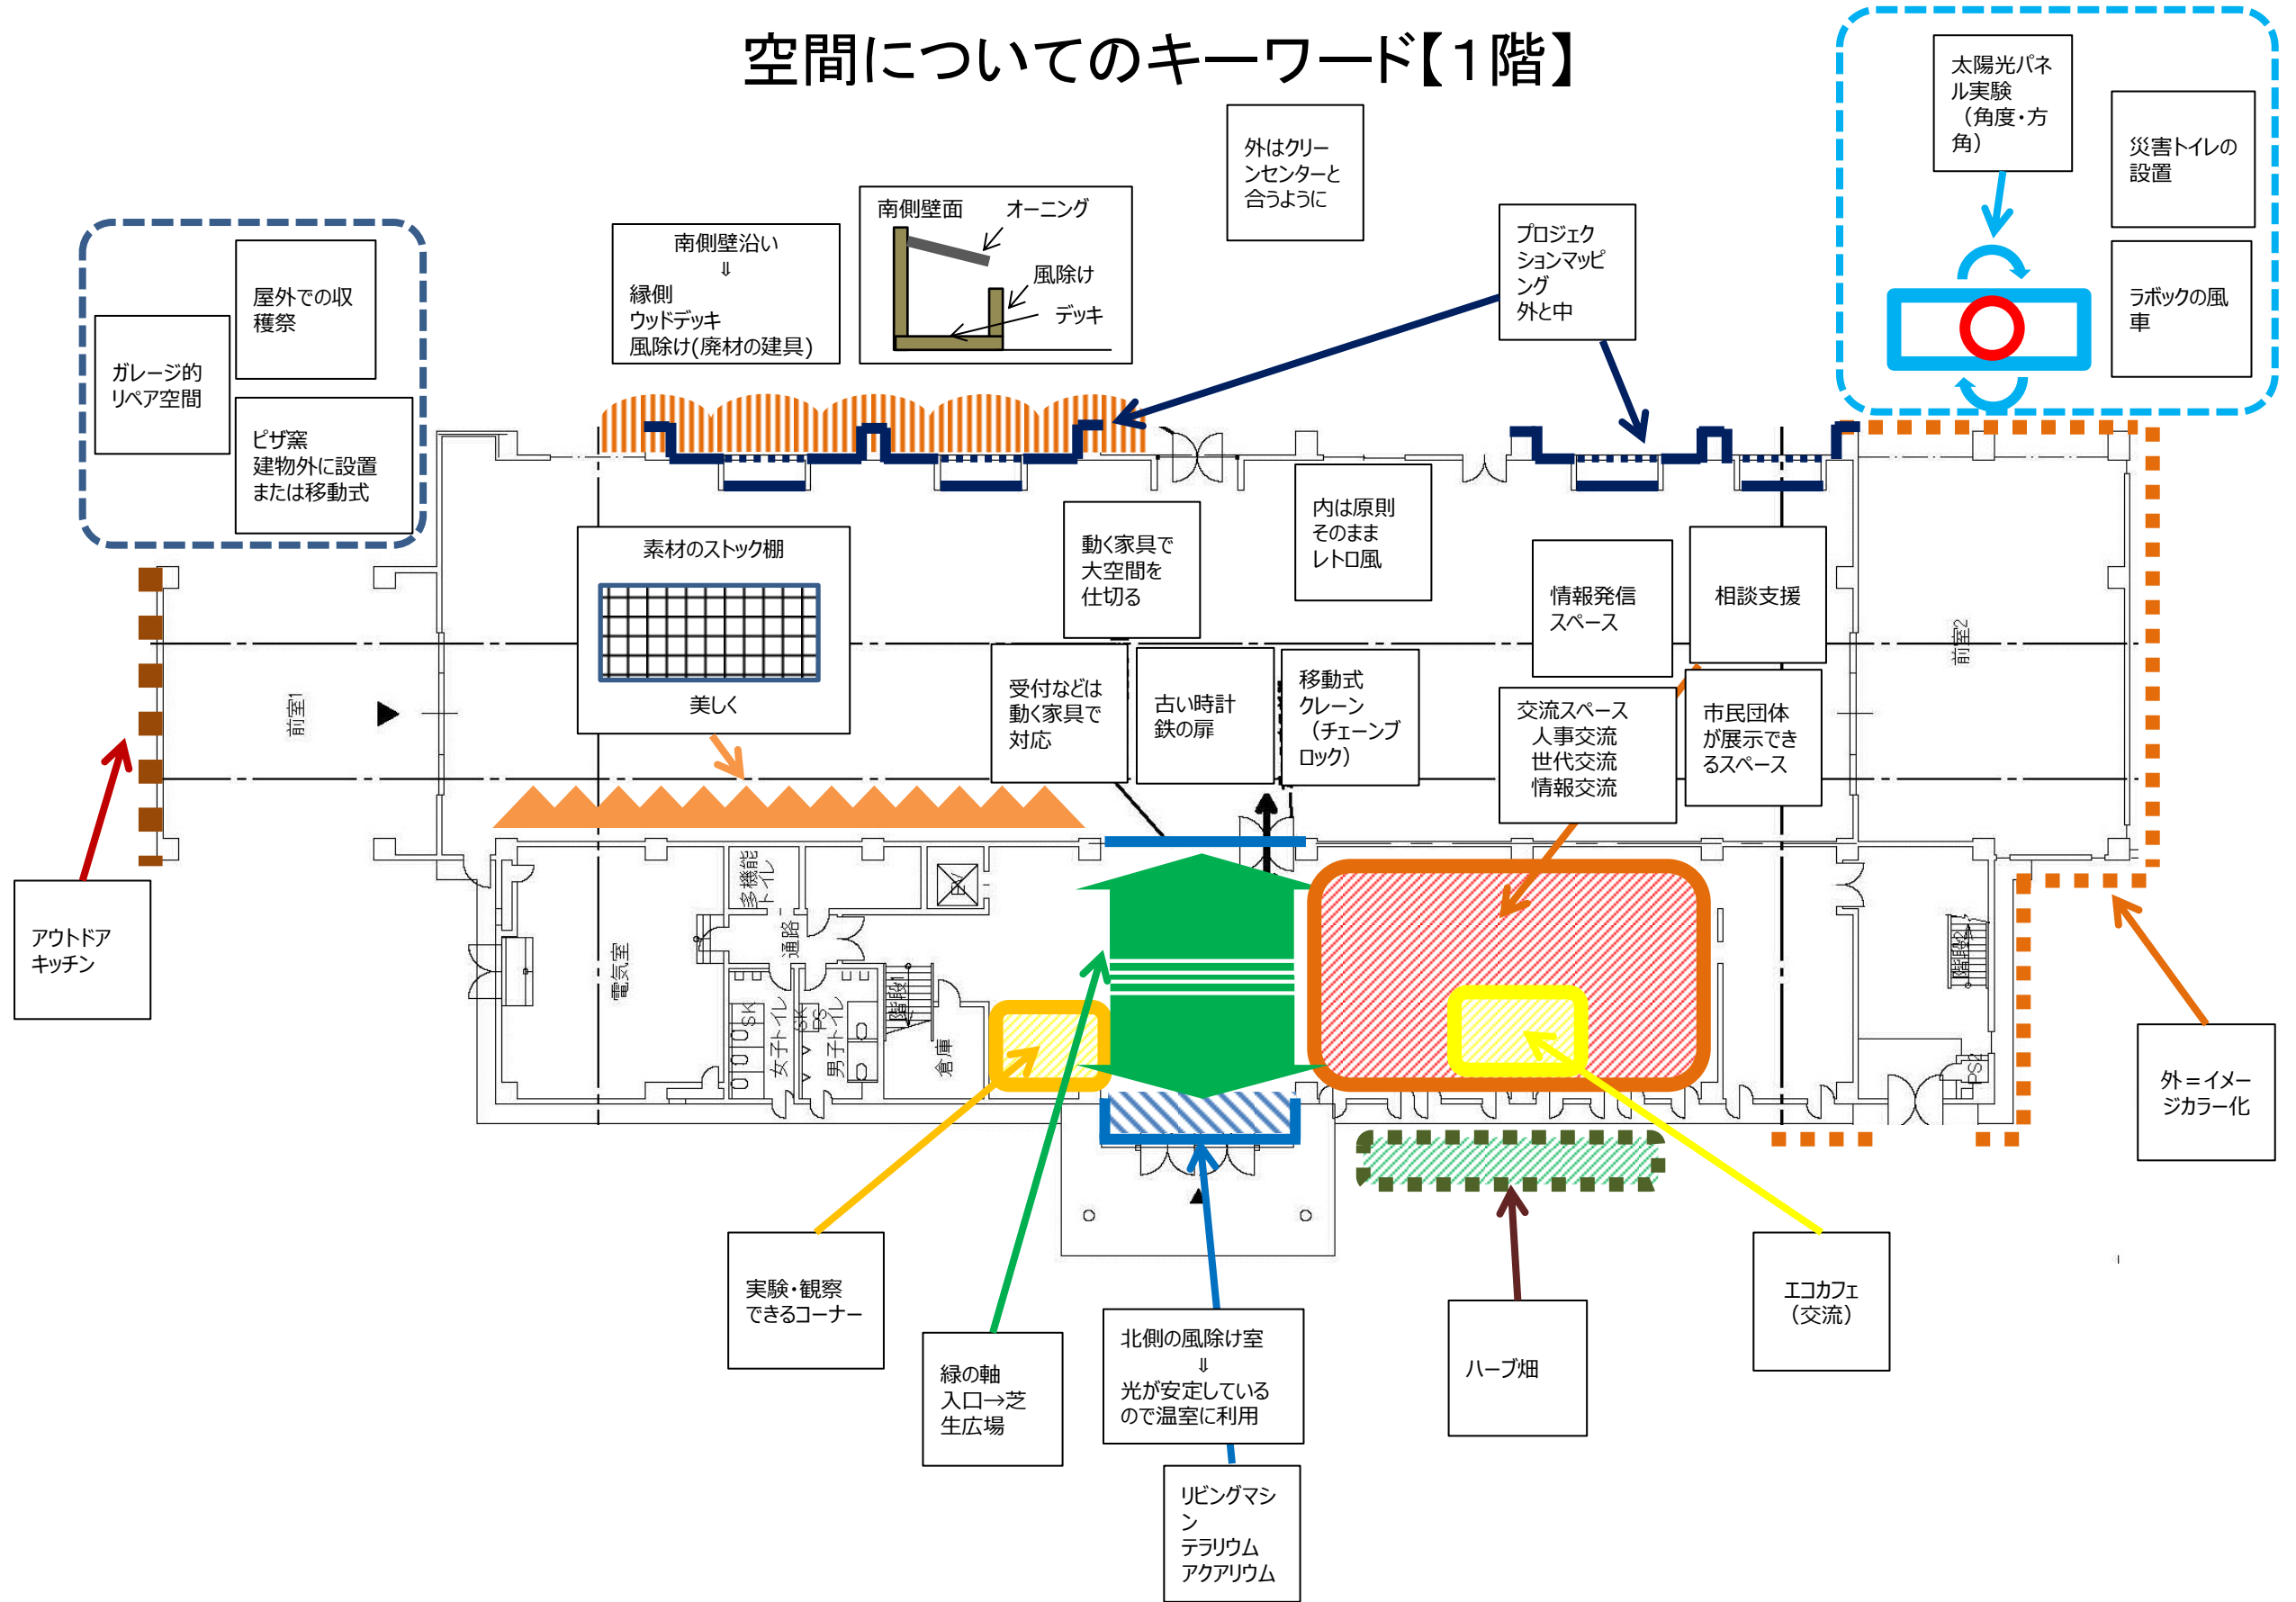 空間についてのキーワード【１階】
太陽光パネ
ル実験
（角度・方
角）
災害トイレの
設置
ラボックの風
車
外はクリー
ンセンターと
合うように
プロジェク
ションマッピ
ング
外と中
南側壁面
オーニング
風除け
デッキ
南側壁沿い
⇓
縁側
ウッドデッキ
風除け(廃材の建具)
屋外での収
穫祭
ガレージ的
リペア空間
ピザ窯
建物外に設置
または移動式
素材のストック棚
美しく
動く家具で
大空間を
仕切る
内は原則
そのまま
レトロ風
情報発信
スペース
相談支援
受付などは
動く家具で
対応
古い時計
鉄の扉
移動式
クレーン
（チェーンブ
ロック）
交流スペース
人事交流
世代交流
情報交流
市民団体
が展示でき
るスペース
前室1
前室2
多機能
トイレ
EV
通路
電気室
階段1
階段2
SK
女子トイレ
SK
PS
男子トイレ
倉庫
PS2
アウトドア
キッチン
外＝イメー
ジカラー化
実験・観察
できるコーナー
緑の軸
入口→芝
生広場
北側の風除け室
⇓
光が安定している
ので温室に利用
リビングマシ
ン
テラリウム
アクアリウム
ハーブ畑
エコカフェ
（交流）